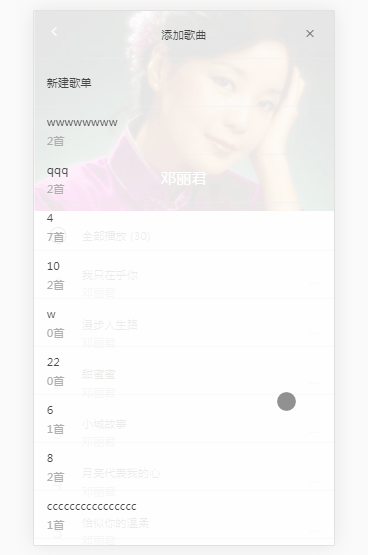 添加歌曲
新建歌单
wwwwwwww
2首
qqq
2首
邓丽君
4
7首
全部播放 (30)
10
2首
我只在乎你
邓丽君
w
0首
漫步人生路
邓丽君
22
0首
甜蜜蜜
邓丽君
6
1首
小城故事
邓丽君
8
2首
月亮代表我的心
邓丽君
cccccccccccccccc
1首
恰似你的温柔